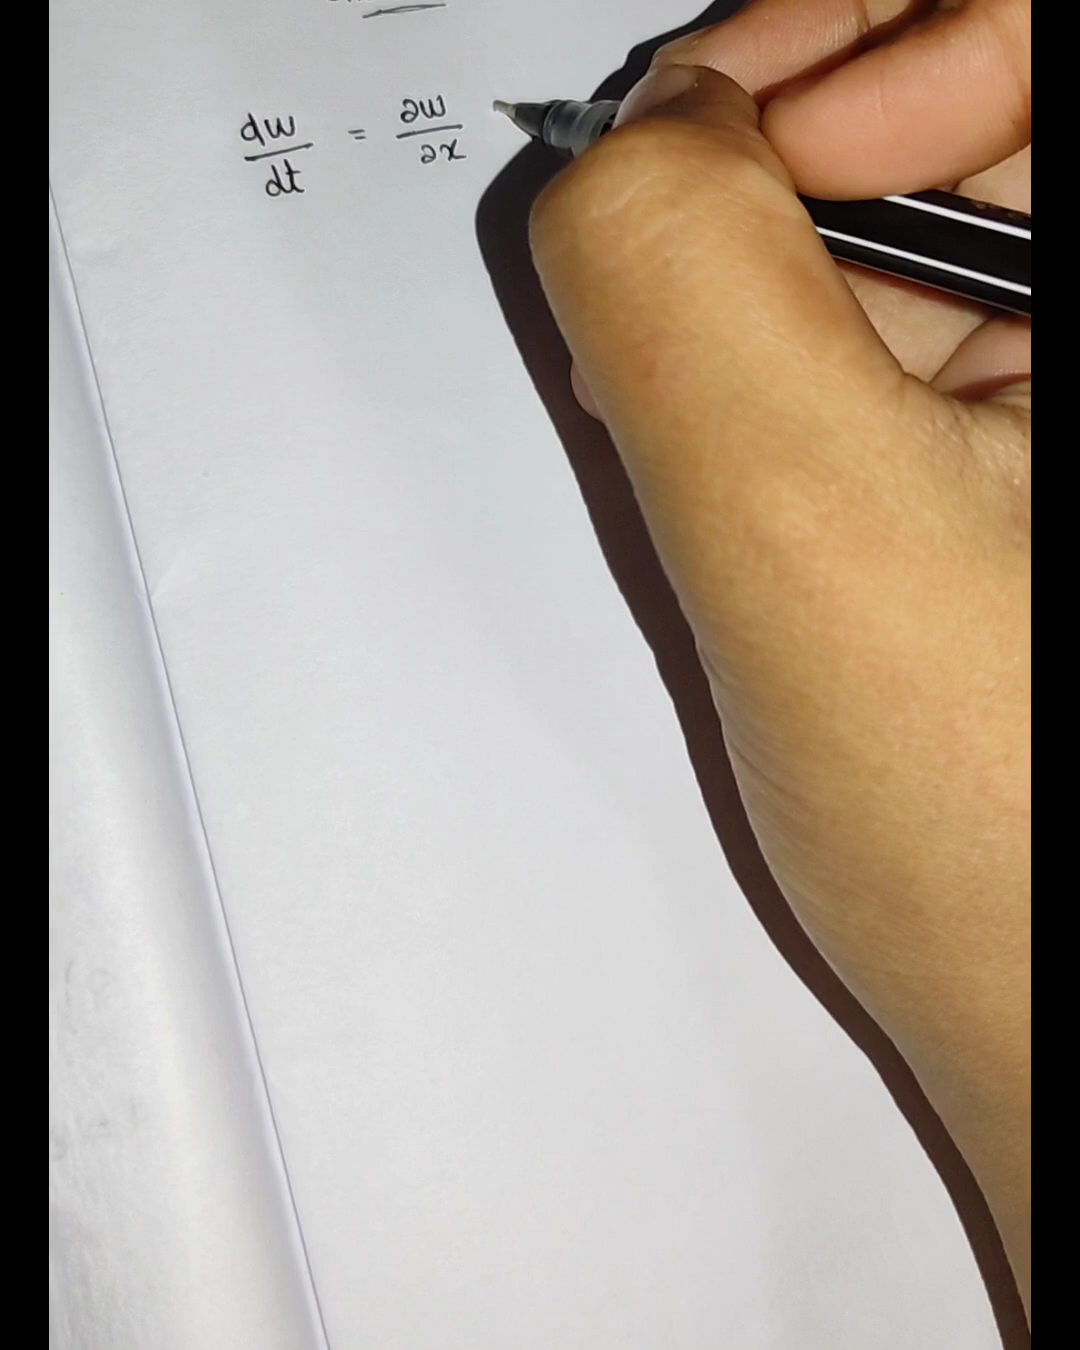 dw/dt = ∂w/∂x